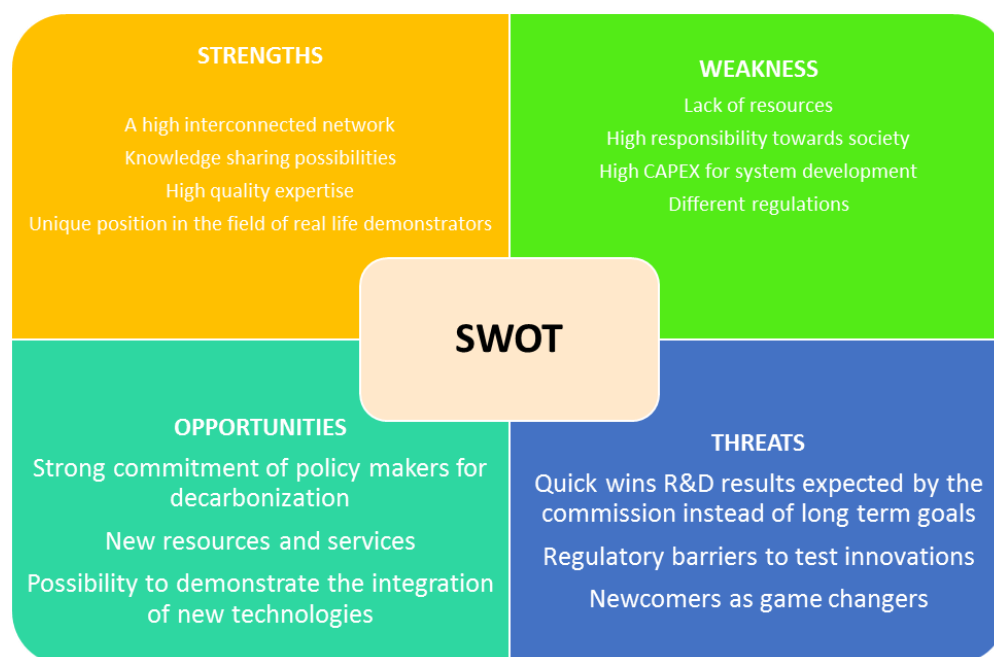 STRENGTHS
A high interconnected network
Knowledge sharing possibilities
High quality expertise
Unique position in the field of real life demonstrators
WEAKNESS
Lack of resources
High responsibility towards society
High CAPEX for system development
Different regulations
SWOT
OPPORTUNITIES
Strong commitment of policy makers for
decarbonization
New resources and services
Possibility to demonstrate the integration
of new technologies
THREATS
Quick wins R&D results expected by the
commission instead of long term goals
Regulatory barriers to test innovations
Newcomers as game changers